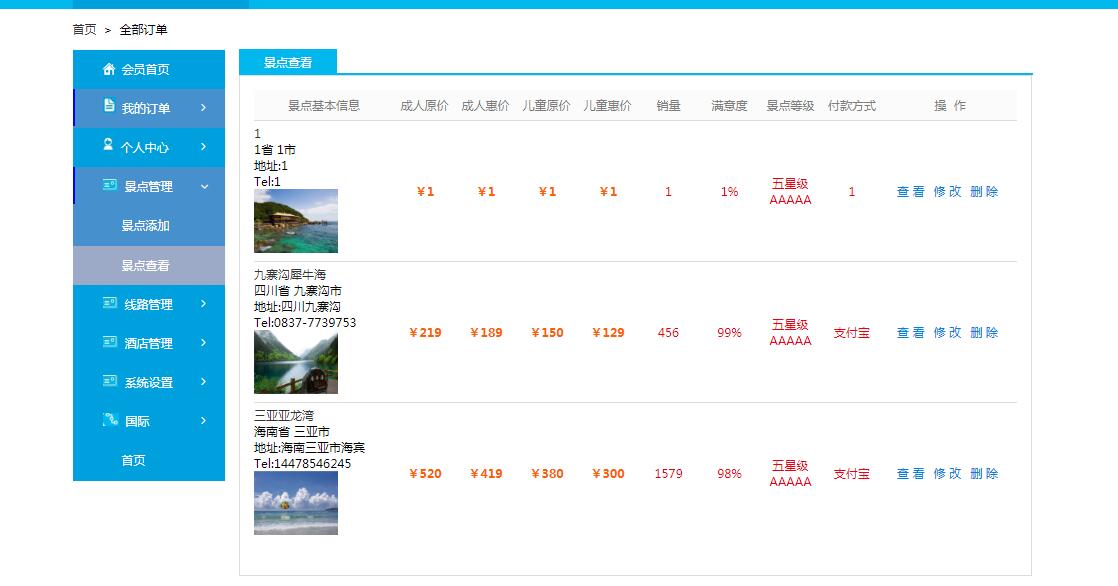 首页 > 全部订单
会员首页
我的订单
个人中心
景点管理
景点添加
景点查看
线路管理
酒店管理
系统设置
国际
首页
景点查看
景点基本信息 成人原价 成人惠价 儿童原价 儿童惠价 销量 满意度 景点等级 付款方式 操 作
1
1省 1市
地址:1
Tel:1
￥1 ￥1 ￥1 ￥1 1 1% 五星级 1 查看 修改 删除
AAAAA
九寨沟犀牛海
四川省 九寨沟市
地址:四川九寨沟
Tel:0837-7739753
￥219 ￥189 ￥150 ￥129 456 99% 五星级 支付宝 查看 修改 删除
AAAAA
三亚亚龙湾
海南省 三亚市
地址:海南三亚市海宾
Tel:14478546245
￥520 ￥419 ￥380 ￥300 1579 98% 五星级 支付宝 查看 修改 删除
AAAAA